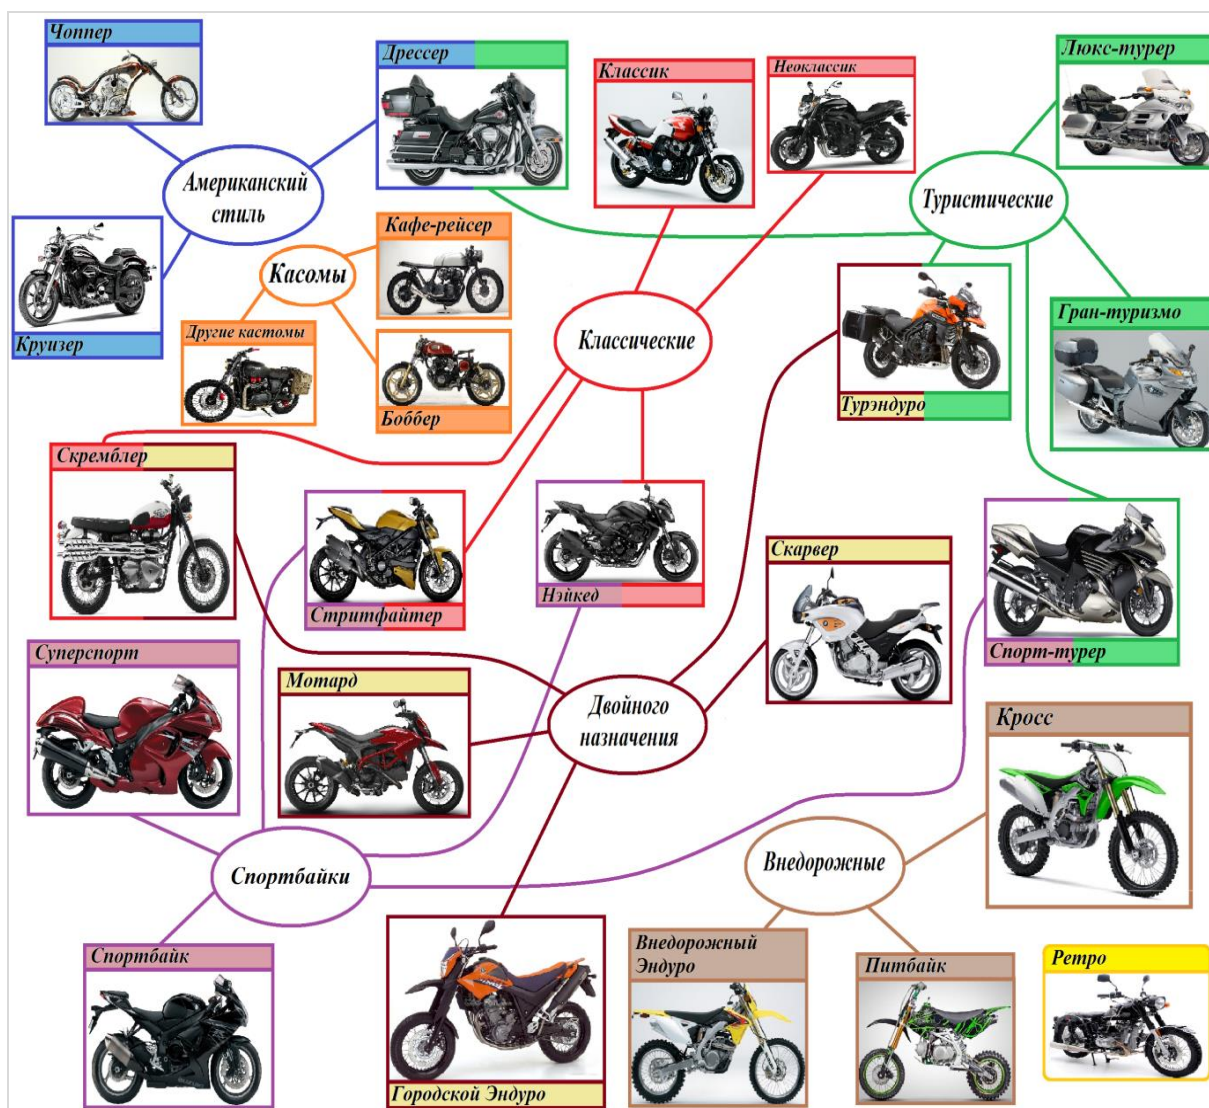 Чоппер
Дрессер
Классик
Неоклассик
Люкс-турер
Американский
стиль
Туристические
Кафе-рейсер
Касомы
Круизер
Другие кастомы
Боббер
Классические
Гран-туризмо
Турэндуро
Скремблер
Стритфайтер
Нэйкед
Скарвер
Спорт-турер
Суперспорт
Мотард
Двойного
назначения
Кросс
Спортбайки
Внедорожные
Спортбайк
Городской Эндуро
Внедорожный
Эндуро
Питбайк
Ретро